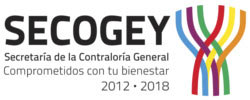 SECOGEY
Secretaría de la Contraloría General
Comprometidos con tu bienestar
2012 • 2018